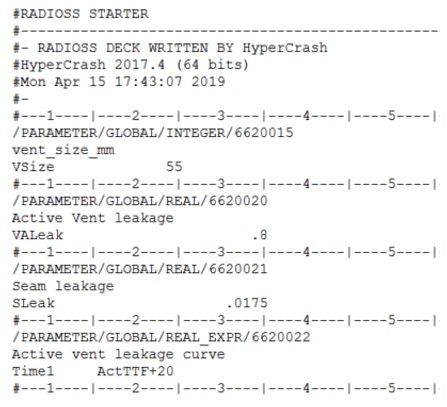 #RADIOSS STARTER
#-------------------------------------------------
#- RADIOSS DECK WRITTEN BY HyperCrash
#HyperCrash 2017.4 (64 bits)
#Mon Apr 15 17:43:07 2019
#-
#---1----|----2----|----3----|----4----|----5----|-
/PARAMETER/GLOBAL/INTEGER/6620015
vent_size_mm
VSize             55
#---1----|----2----|----3----|----4----|----5----|-
/PARAMETER/GLOBAL/REAL/6620020
Active Vent leakage
VALeak                      .8
#---1----|----2----|----3----|----4----|----5----|-
/PARAMETER/GLOBAL/REAL/6620021
Seam leakage
SLeak                    .0175
#---1----|----2----|----3----|----4----|----5----|-
/PARAMETER/GLOBAL/REAL_EXPR/6620022
Active vent leakage curve
Time1     ActTTF+20
#---1----|----2----|----3----|----4----|----5----|-